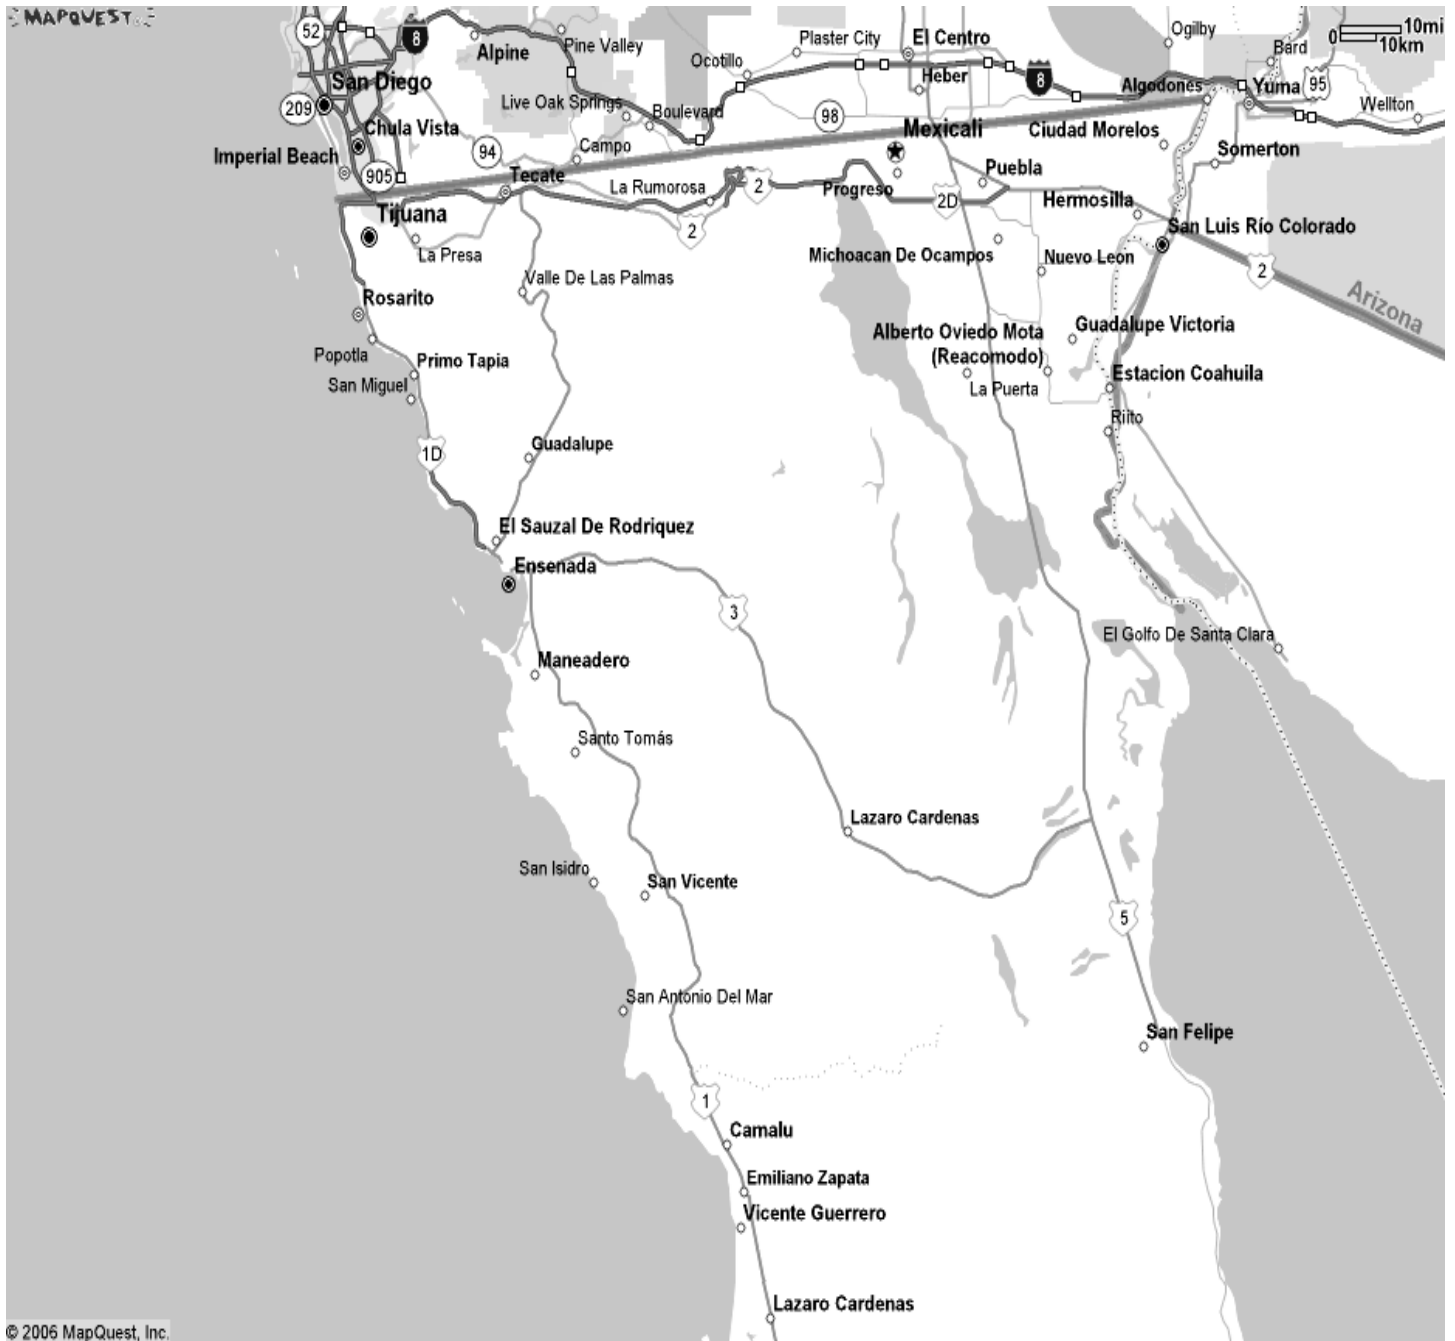 MAPQUEST
52
8
Alpine
Pine Valley
Plaster City
El Centro
Ogilby
10mi
0
10km
Bard
San Diego
209
Ocotillo
Heber
8
Algodones
Yuma
95
Wellton
Live Oak Springs
Boulevard
98
Chula Vista
Mexicali
Ciudad Morelos
Imperial Beach
94
Campo
Somerton
905
Tecate
La Rumorosa
2
Progreso
2D
Puebla
Hermosilla
Tijuana
2
San Luis Río Colorado
La Presa
Michoacan De Ocampos
Nuevo Leon
2
Valle De Las Palmas
Arizona
Rosarito
Alberto Oviedo Mota
(Reacomodo)
Guadalupe Victoria
Popotla
Primo Tapia
San Miguel
La Puerta
Estacion Coahuila
Riito
1D
Guadalupe
El Sauzal De Rodriquez
Ensenada
3
El Golfo De Santa Clara
Maneadero
Santo Tomás
Lazaro Cardenas
San Isidro
San Vicente
5
San Antonio Del Mar
San Felipe
1
Camalu
Emiliano Zapata
Vicente Guerrero
Lazaro Cardenas
© 2006 MapQuest, Inc.